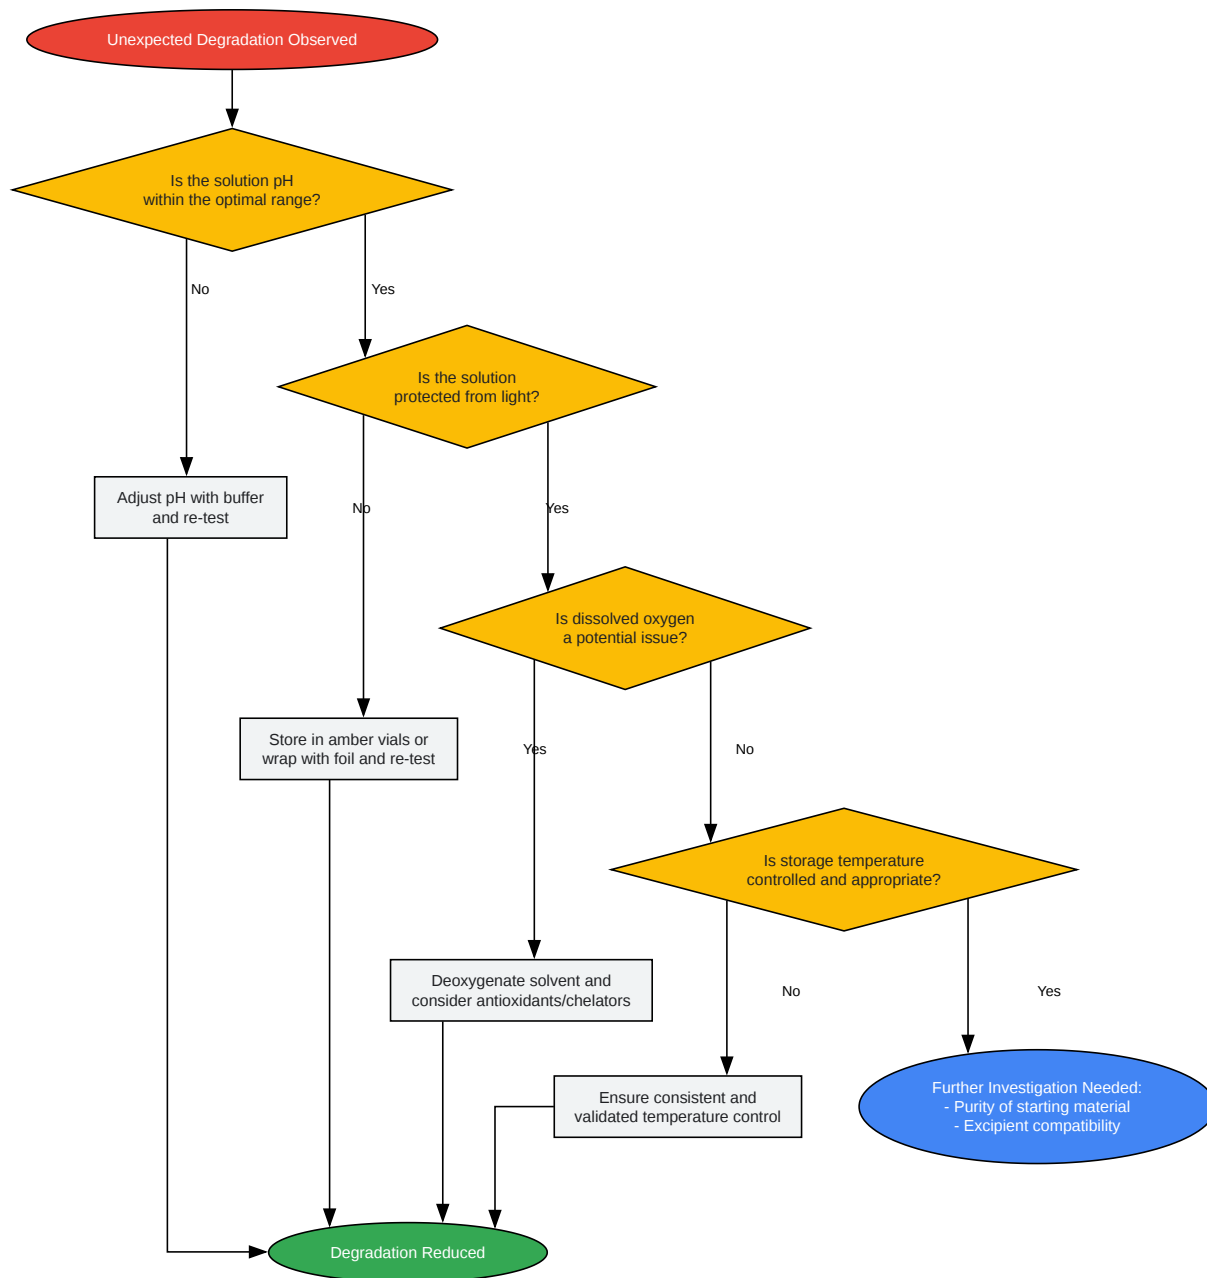 Unexpected Degradation Observed
Is the solution pH
within the optimal range?
No
Yes
Is the solution
protected from light?
Adjust pH with buffer
and re-test
No
Yes
Is dissolved oxygen
a potential issue?
Store in amber vials or
wrap with foil and re-test
Yes
No
Is storage temperature
controlled and appropriate?
Deoxygenate solvent and
consider antioxidants/chelators
No
Yes
Ensure consistent and
validated temperature control
Further Investigation Needed:
- Purity of starting material
- Excipient compatibility
Degradation Reduced